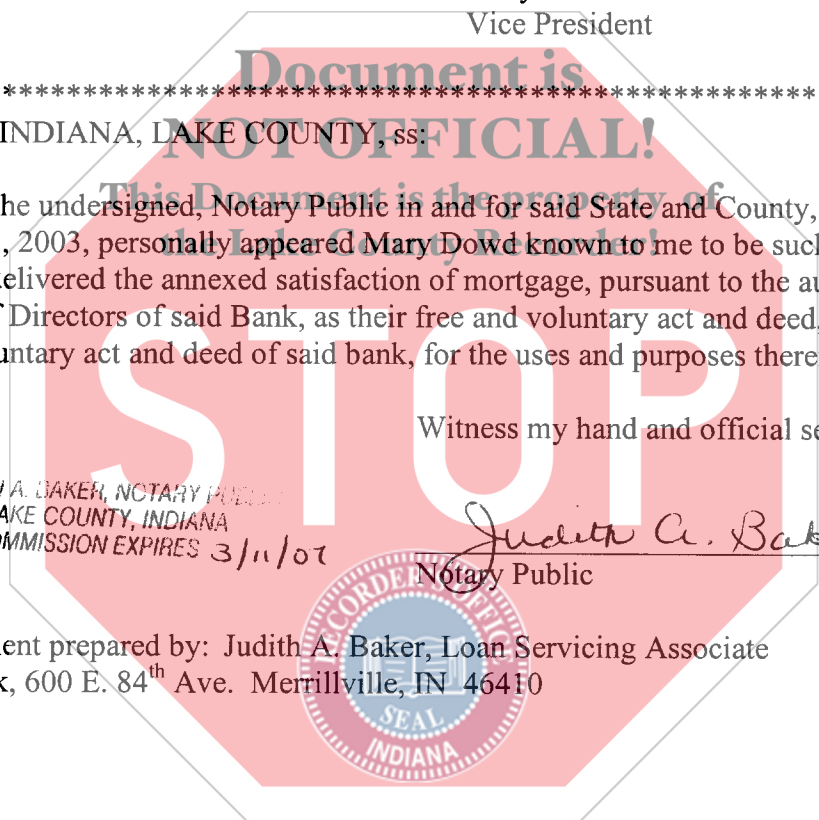 Vice President
Document is
**************************************************
INDIANA, LAKE COUNTY, ss:
NOT OFFICIAL!
This Document is the property of
he undersigned, Notary Public in and for said State and County,
the Lake County Recorder!
, 2003, personally appeared Mary Dowd known to me to be such
elivered the annexed satisfaction of mortgage, pursuant to the au
f Directors of said Bank, as their free and voluntary act and deed,
untary act and deed of said bank, for the uses and purposes there
STOP
Witness my hand and official se
A. BAKER, NOTARY PUBLIC
AKE COUNTY, INDIANA
OMMISSION EXPIRES 3/11/07
Judith A. Bak
Notary Public
RECORDER'S OFFICE
SEAL
INDIANA
ent prepared by: Judith A. Baker, Loan Servicing Associate
k, 600 E. 84th Ave. Merrillville, IN 46410